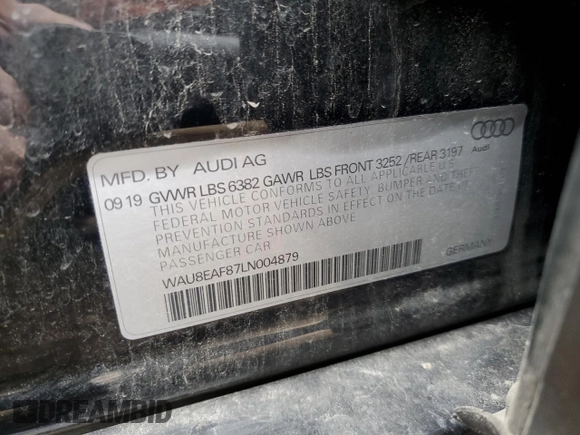 MFD. BY AUDI AG
Audi
09 19 GVWR LBS 6382 GAWR LBS FRONT 3252 /REAR 3197
THIS VEHICLE CONFORMS TO ALL APPLICABLE U.S.
FEDERAL MOTOR VEHICLE SAFETY, BUMPER AND THEFT
PREVENTION STANDARDS IN EFFECT ON THE DATE OF
MANUFACTURE SHOWN ABOVE
PASSENGER CAR
WAU8EAF87LN004879
GERMANY
DREAMBID